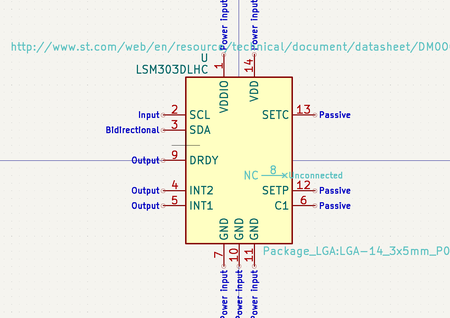 Power Input
Power Input
http://www.st.com/web/en/resource/technical/document/datasheet/DM000
U
LSM303DLHC
1
14
VDDIO
VDD
Input 2 SCL
SETC 13 Passive
Bidirectional 3 SDA
Output 9 DRDY
NC 8 Unconnected
Output 4 INT2
SETP 12 Passive
Output 5 INT1
C1 6 Passive
GND GND GND
7 10 11
Package_LGA:LGA-14_3x5mm_P0
Power Input
Power Input
Power Input